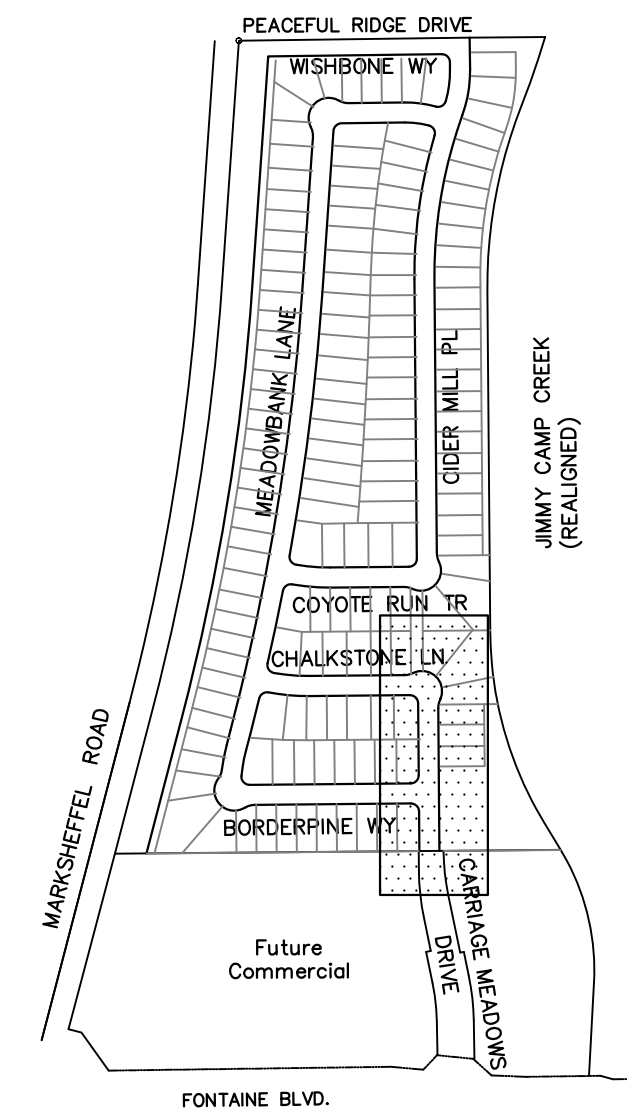 PEACEFUL RIDGE DRIVE
WISHBONE WY
MEADOWBANK LANE
CIDER MILL PL
JIMMY CAMP CREEK
(REALIGNED)
COYOTE RUN TR
CHALKSTONE LN.
MARKSHEFFEL ROAD
BORDERPINE WY
CARRIAGE MEADOWS
DRIVE
Future
Commercial
FONTAINE BLVD.